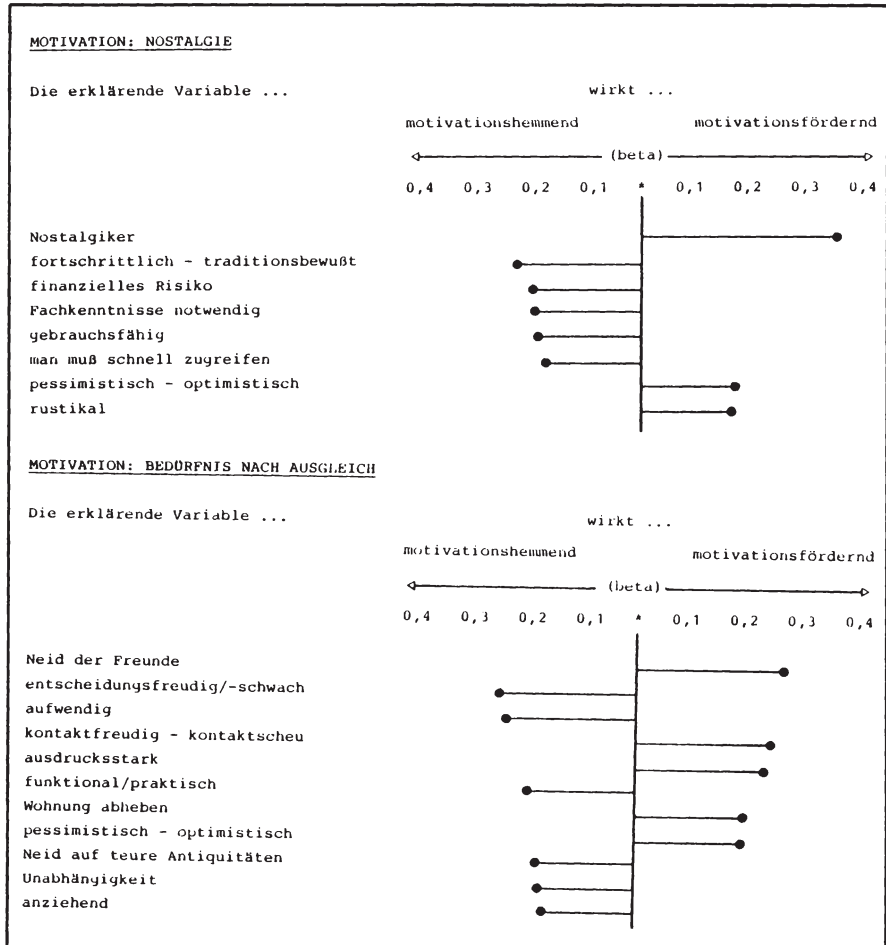 MOTIVATION: NOSTALGIE
Die erklärende Variable ... wirkt ...
motivationshemmend motivationsfördernd
(beta)
0,4 0,3 0,2 0,1 * 0,1 0,2 0,3 0,4
Nostalgiker
fortschrittlich - traditionsbewußt
finanzielles Risiko
Fachkenntnisse notwendig
gebrauchsfähig
man muß schnell zugreifen
pessimistisch - optimistisch
rustikal
MOTIVATION: BEDÜRFNIS NACH AUSGLEICH
Die erklärende Variable ... wirkt ...
motivationshemmend motivationsfördernd
(beta)
0,4 0,3 0,2 0,1 * 0,1 0,2 0,3 0,4
Neid der Freunde
entscheidungsfreudig/-schwach
aufwendig
kontaktfreudig - kontaktscheu
ausdrucksstark
funktional/praktisch
Wohnung abheben
pessimistisch - optimistisch
Neid auf teure Antiquitäten
Unabhängigkeit
anziehend